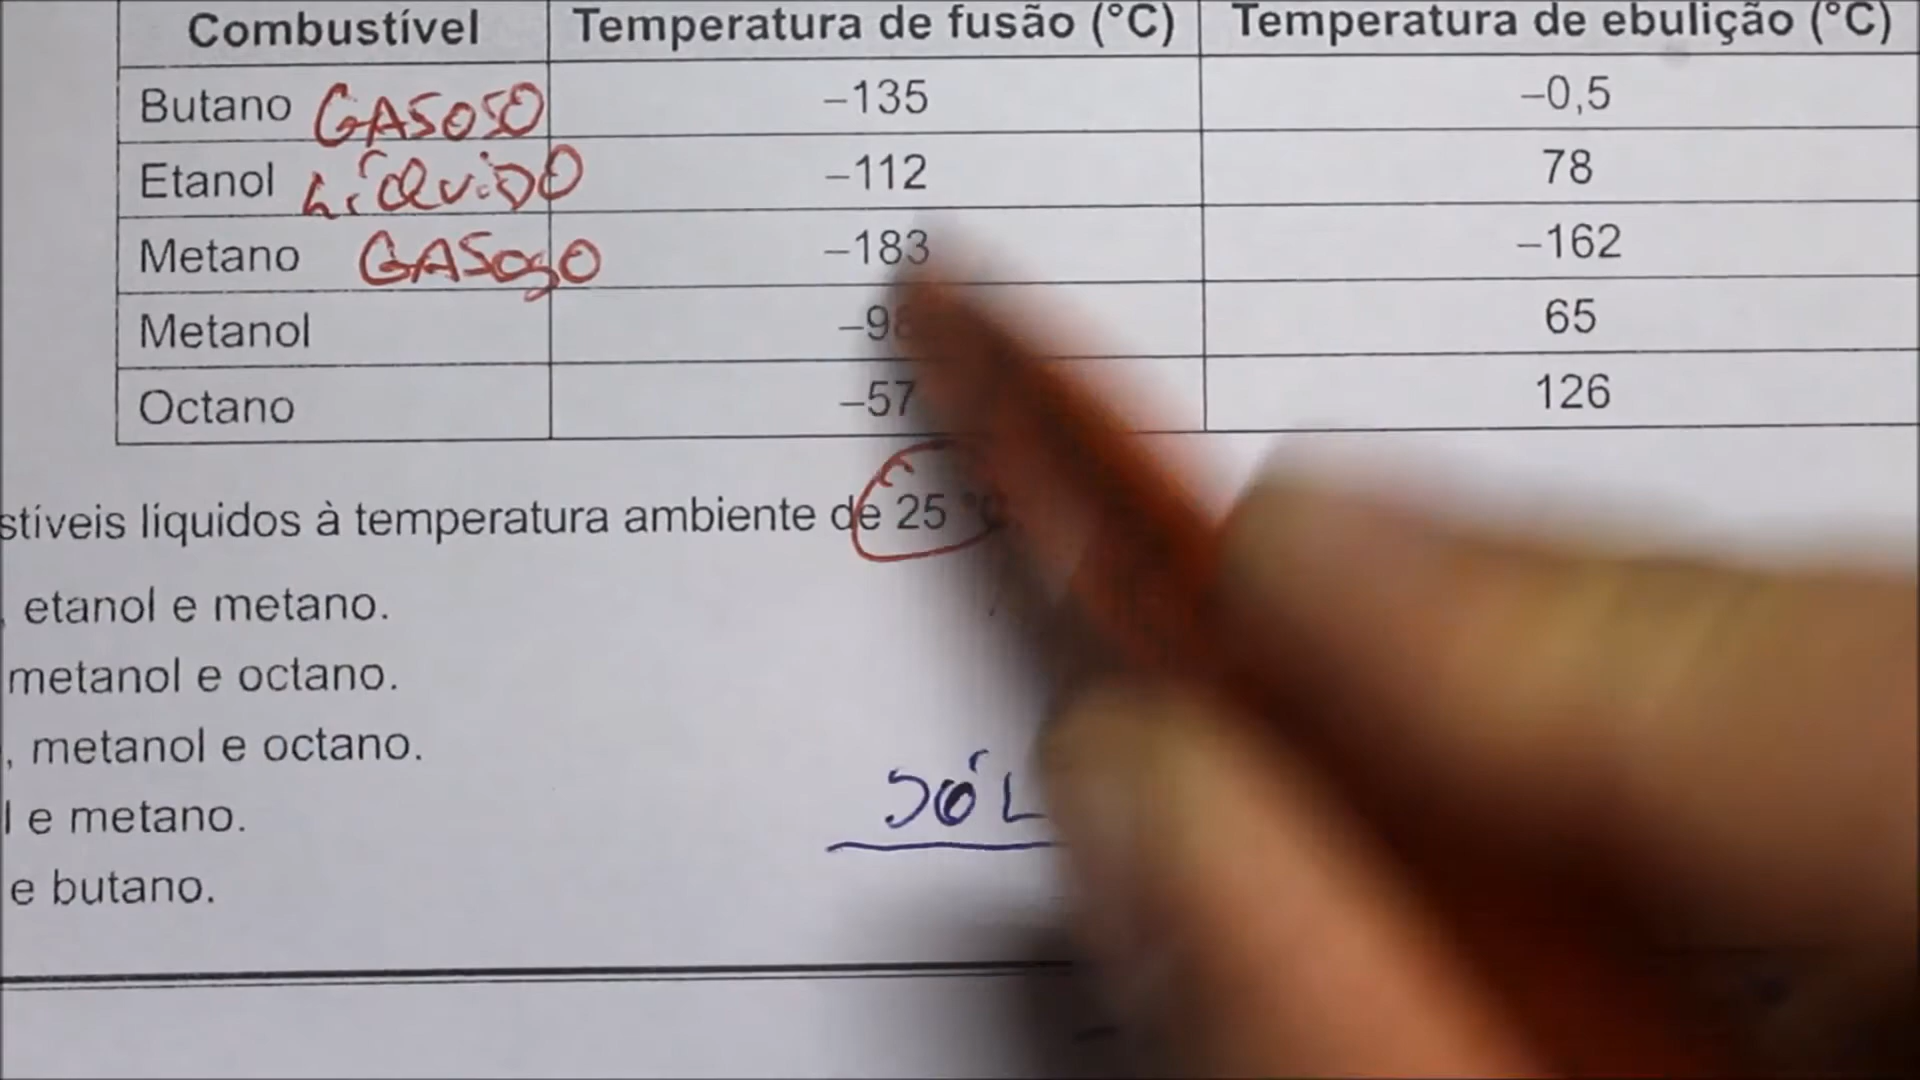 Combustível Temperatura de fusão (°C) Temperatura de ebulição (°C)
Butano GASOSO –135 –0,5
Etanol LíQuiDO –112 78
Metano GASOSO –183 –162
Metanol 65
Octano –57 126
líquidos à temperatura ambiente de 25
, etanol e metano.
metanol e octano.
, metanol e octano.
e metano.
e butano.
SÓL